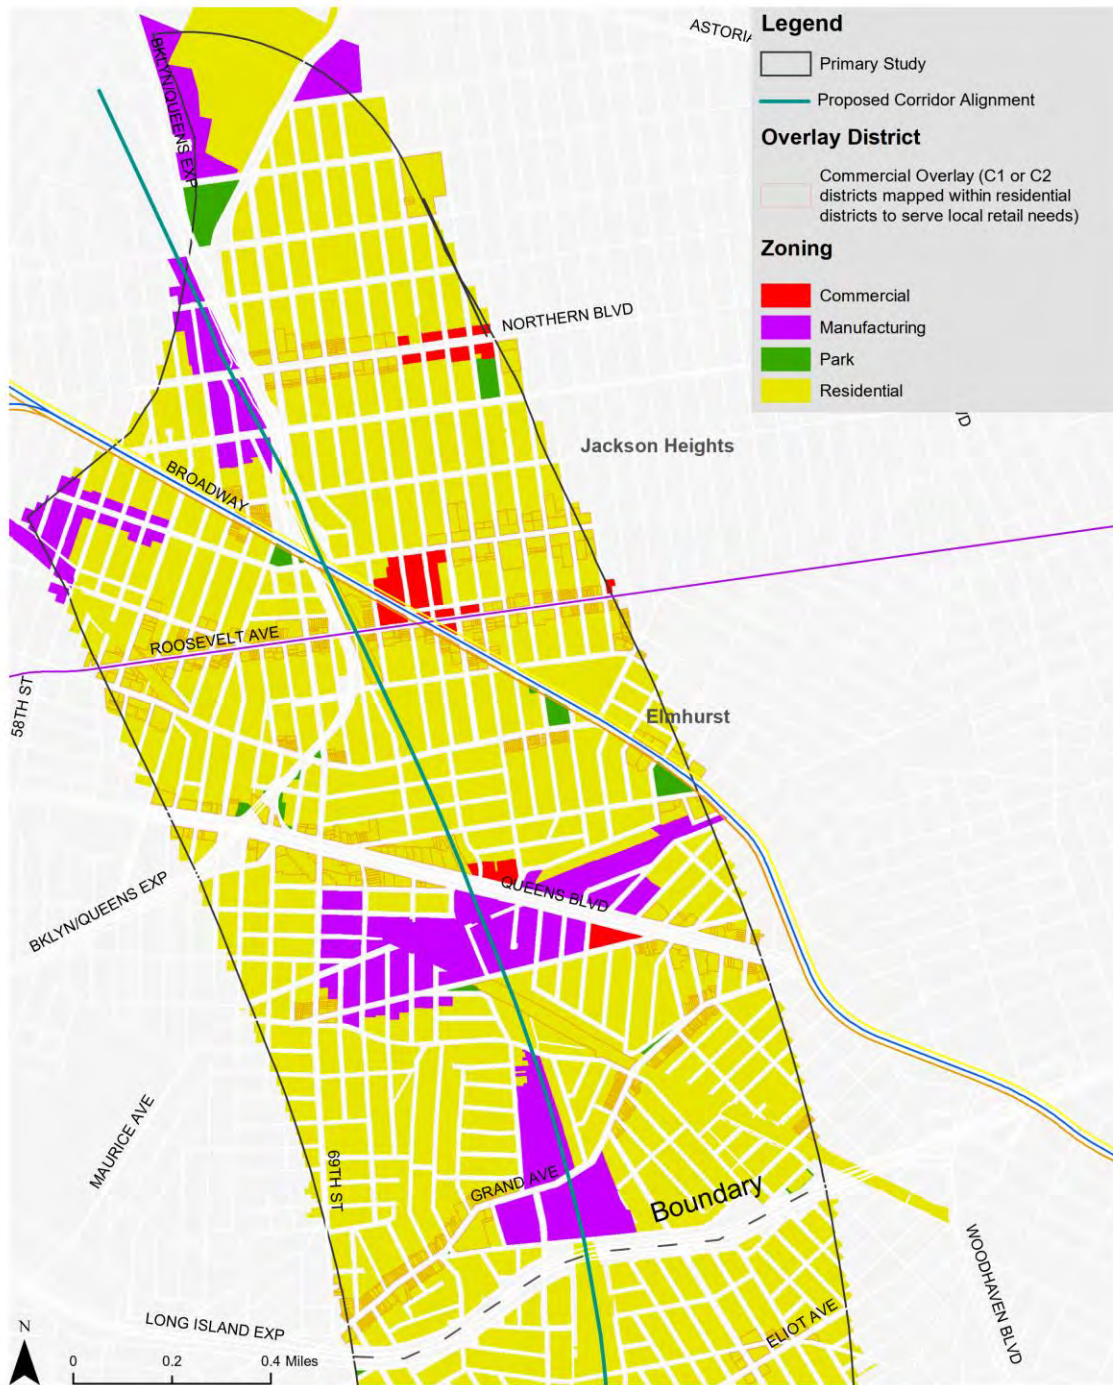 Legend
Primary Study
Proposed Corridor Alignment
Overlay District
Commercial Overlay (C1 or C2
districts mapped within residential
districts to serve local retail needs)
Zoning
Commercial
Manufacturing
Park
Residential
ASTORIA
BKLYN/QUEENS EXP
NORTHERN BLVD
VD
Jackson Heights
BROADWAY
ROOSEVELT AVE
58TH ST
Elmhurst
QUEENS BLVD
BKLYN/QUEENS EXP
MAURICE AVE
69TH ST
GRAND AVE
Boundary
WOODHAVEN BLVD
ELIOT AVE
LONG ISLAND EXP
N
0 0.2 0.4 Miles